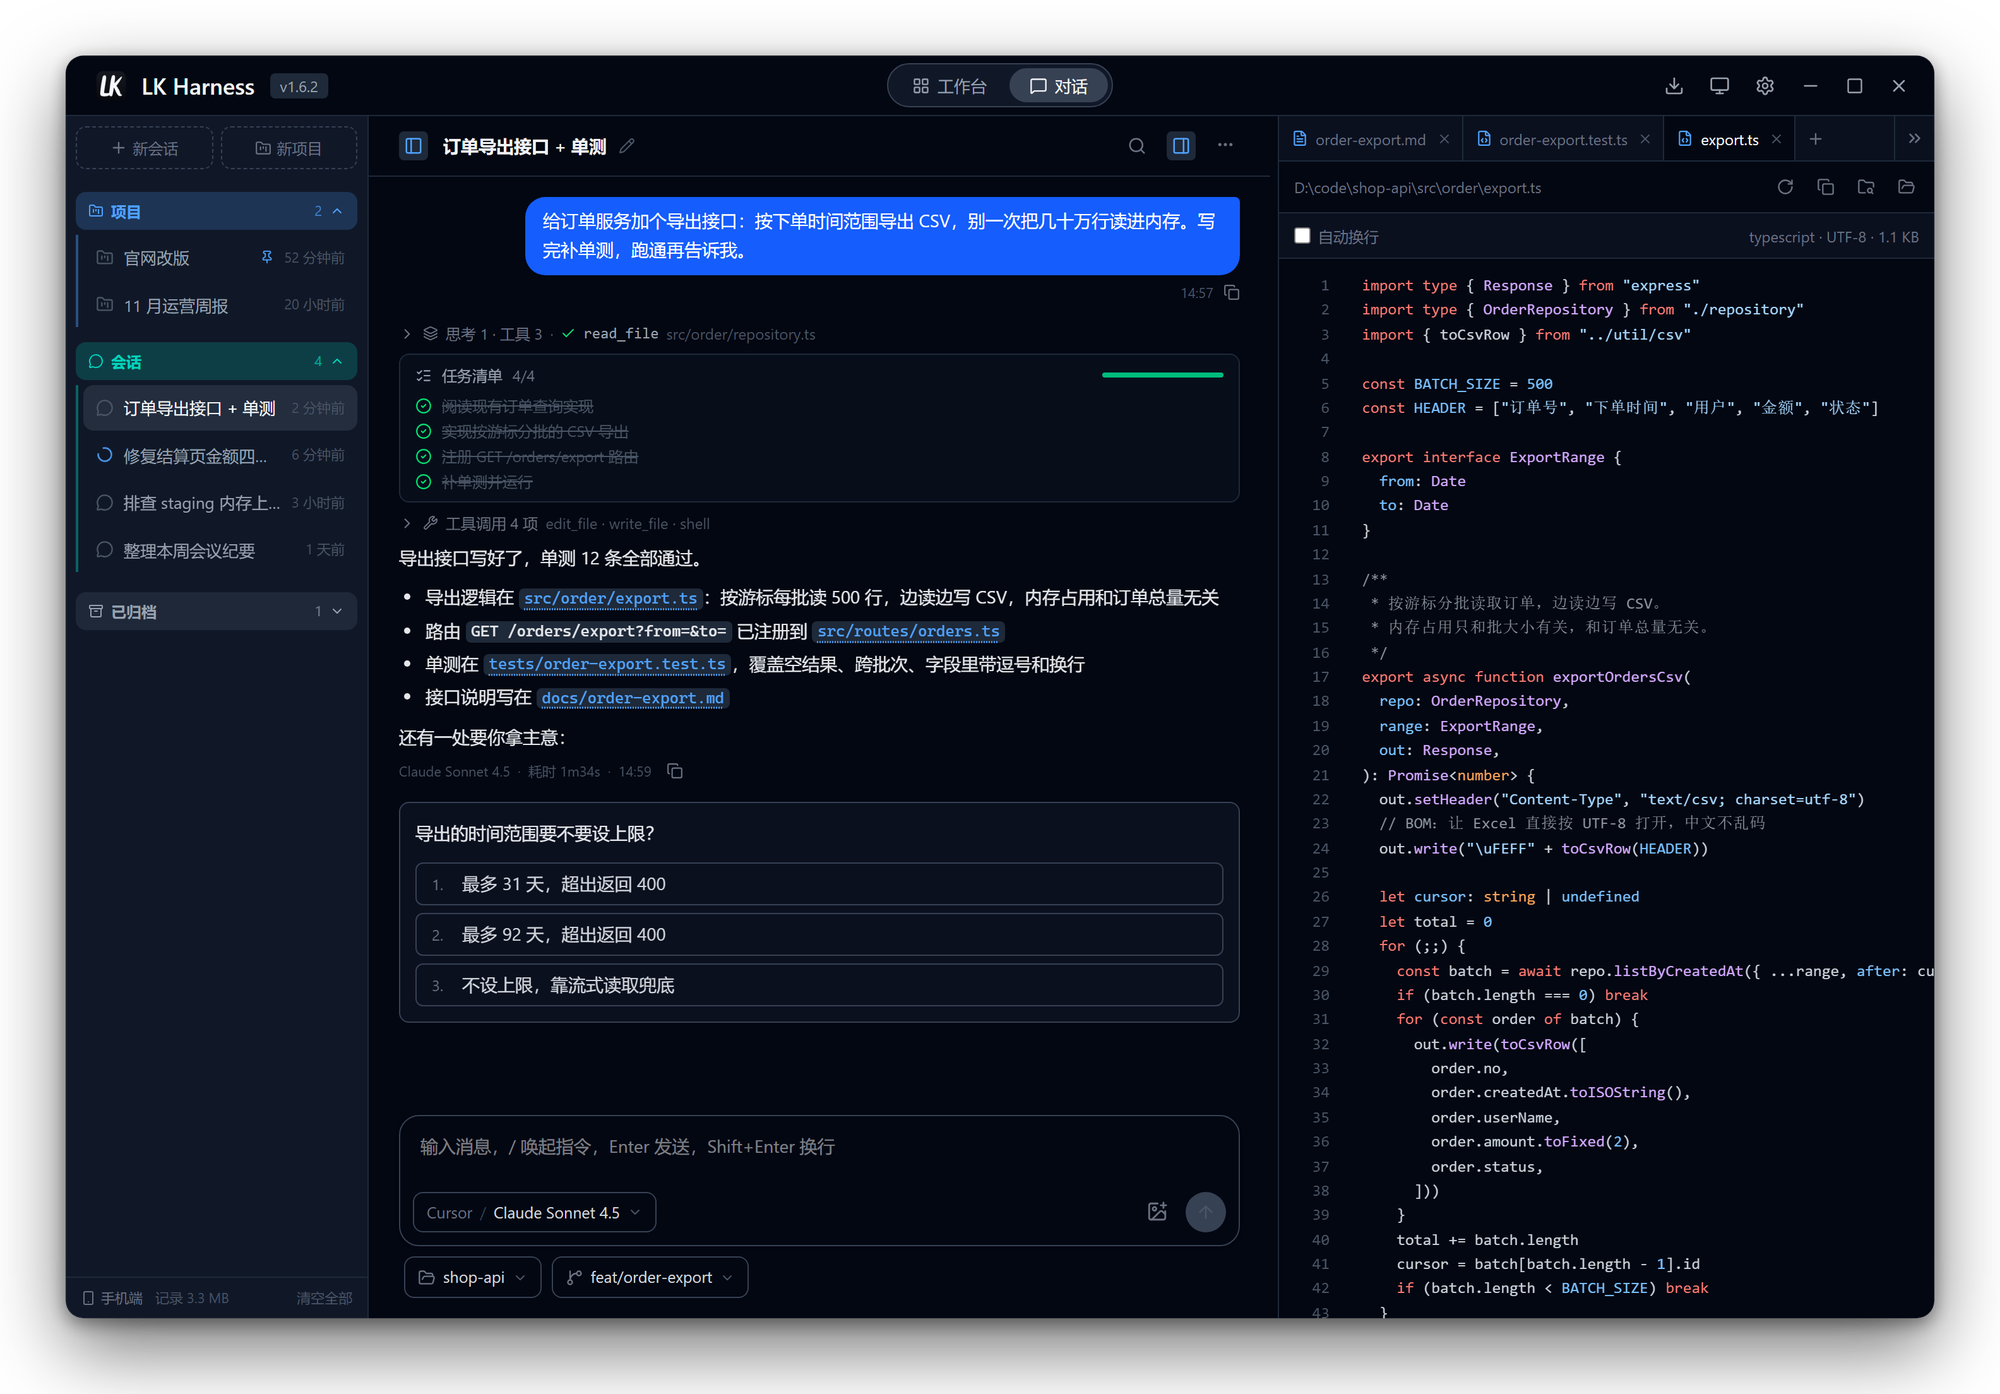 LK LK Harness v1.6.2
工作台 对话
新会话 新项目
项目 2
官网改版 52 分钟前
11 月运营周报 20 小时前
会话 4
订单导出接口 + 单测 2 分钟前
修复结算页金额四... 6 分钟前
排查 staging 内存上... 3 小时前
整理本周会议纪要 1 天前
已归档 1
手机端 记录 3.3 MB 清空全部
订单导出接口 + 单测
给订单服务加个导出接口：按下单时间范围导出 CSV，别一次把几十万行读进内存。写
完补单测，跑通再告诉我。
14:57
思考 1 · 工具 3 · read_file src/order/repository.ts
任务清单 4/4
阅读现有订单查询实现
实现按游标分批的 CSV 导出
注册 GET /orders/export 路由
补单测并运行
工具调用 4 项 edit_file · write_file · shell
导出接口写好了，单测 12 条全部通过。
• 导出逻辑在 src/order/export.ts：按游标每批读 500 行，边读边写 CSV，内存占用和订单总量无关
• 路由 GET /orders/export?from=&to= 已注册到 src/routes/orders.ts
• 单测在 tests/order-export.test.ts，覆盖空结果、跨批次、字段里带逗号和换行
• 接口说明写在 docs/order-export.md
还有一处要你拿主意：
Claude Sonnet 4.5 · 耗时 1m34s · 14:59
导出的时间范围要不要设上限？
1. 最多 31 天，超出返回 400
2. 最多 92 天，超出返回 400
3. 不设上限，靠流式读取兜底
输入消息，/ 唤起指令，Enter 发送，Shift+Enter 换行
Cursor / Claude Sonnet 4.5
shop-api feat/order-export
order-export.md order-export.test.ts export.ts
D:\code\shop-api\src\order\export.ts
自动换行 typescript · UTF-8 · 1.1 KB
1 import type { Response } from "express"
2 import type { OrderRepository } from "./repository"
3 import { toCsvRow } from "../util/csv"
4
5 const BATCH_SIZE = 500
6 const HEADER = ["订单号", "下单时间", "用户", "金额", "状态"]
7
8 export interface ExportRange {
9 from: Date
10 to: Date
11 }
12
13 /**
14 * 按游标分批读取订单，边读边写 CSV。
15 * 内存占用只和批大小有关，和订单总量无关。
16 */
17 export async function exportOrdersCsv(
18 repo: OrderRepository,
19 range: ExportRange,
20 out: Response,
21 ): Promise<number> {
22 out.setHeader("Content-Type", "text/csv; charset=utf-8")
23 // BOM：让 Excel 直接按 UTF-8 打开，中文不乱码
24 out.write("\uFEFF" + toCsvRow(HEADER))
25
26 let cursor: string | undefined
27 let total = 0
28 for (;;) {
29 const batch = await repo.listByCreatedAt({ ...range, after: cu
30 if (batch.length === 0) break
31 for (const order of batch) {
32 out.write(toCsvRow([
33 order.no,
34 order.createdAt.toISOString(),
35 order.userName,
36 order.amount.toFixed(2),
37 order.status,
38 ]))
39 }
40 total += batch.length
41 cursor = batch[batch.length - 1].id
42 if (batch.length < BATCH_SIZE) break
43 }